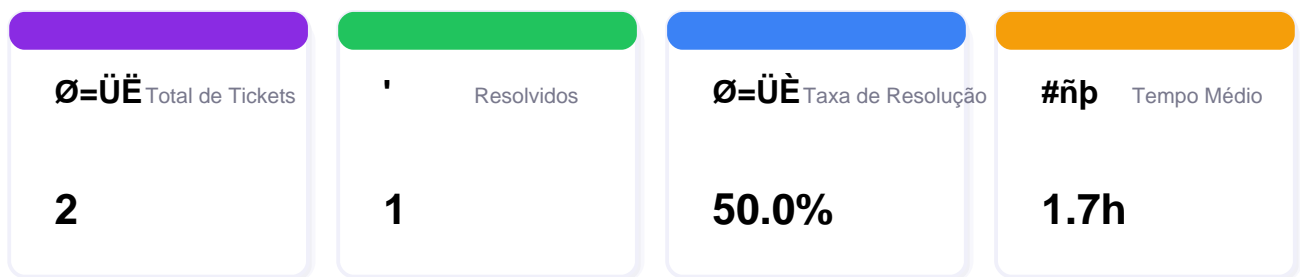 Ø=ÜË Total de Tickets
' Resolvidos
Ø=ÜÈ Taxa de Resolução
#ñþ Tempo Médio
2
1
50.0%
1.7h